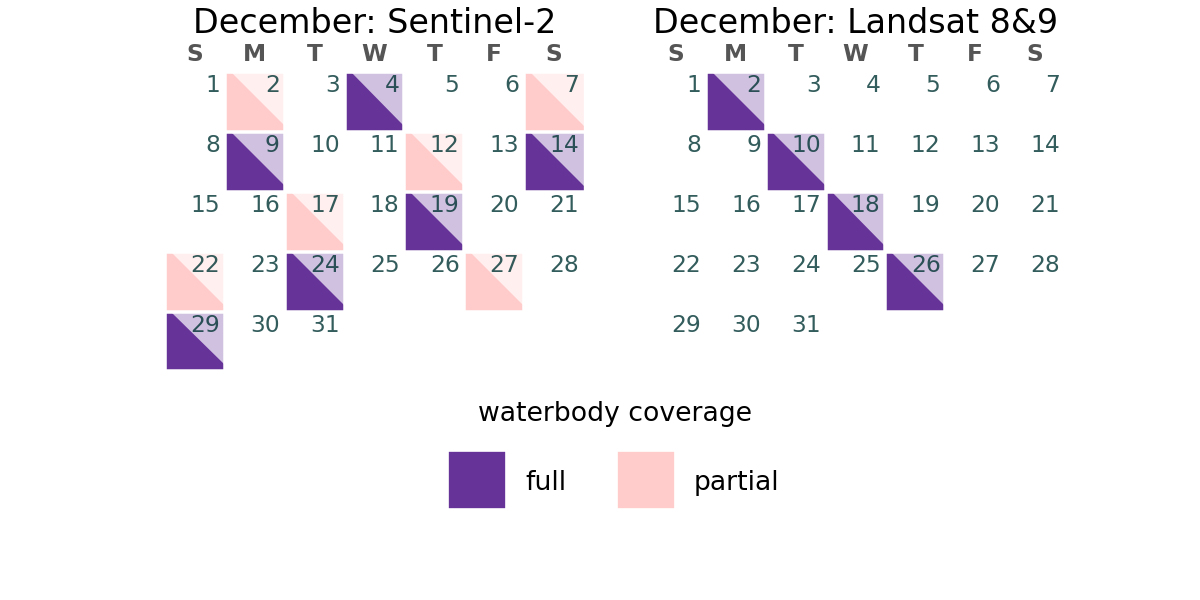 December: Sentinel-2
S M T W T F S
1 2 3 4 5 6 7
8 9 10 11 12 13 14
15 16 17 18 19 20 21
22 23 24 25 26 27 28
29 30 31
December: Landsat 8&9
S M T W T F S
1 2 3 4 5 6 7
8 9 10 11 12 13 14
15 16 17 18 19 20 21
22 23 24 25 26 27 28
29 30 31
waterbody coverage
full
partial